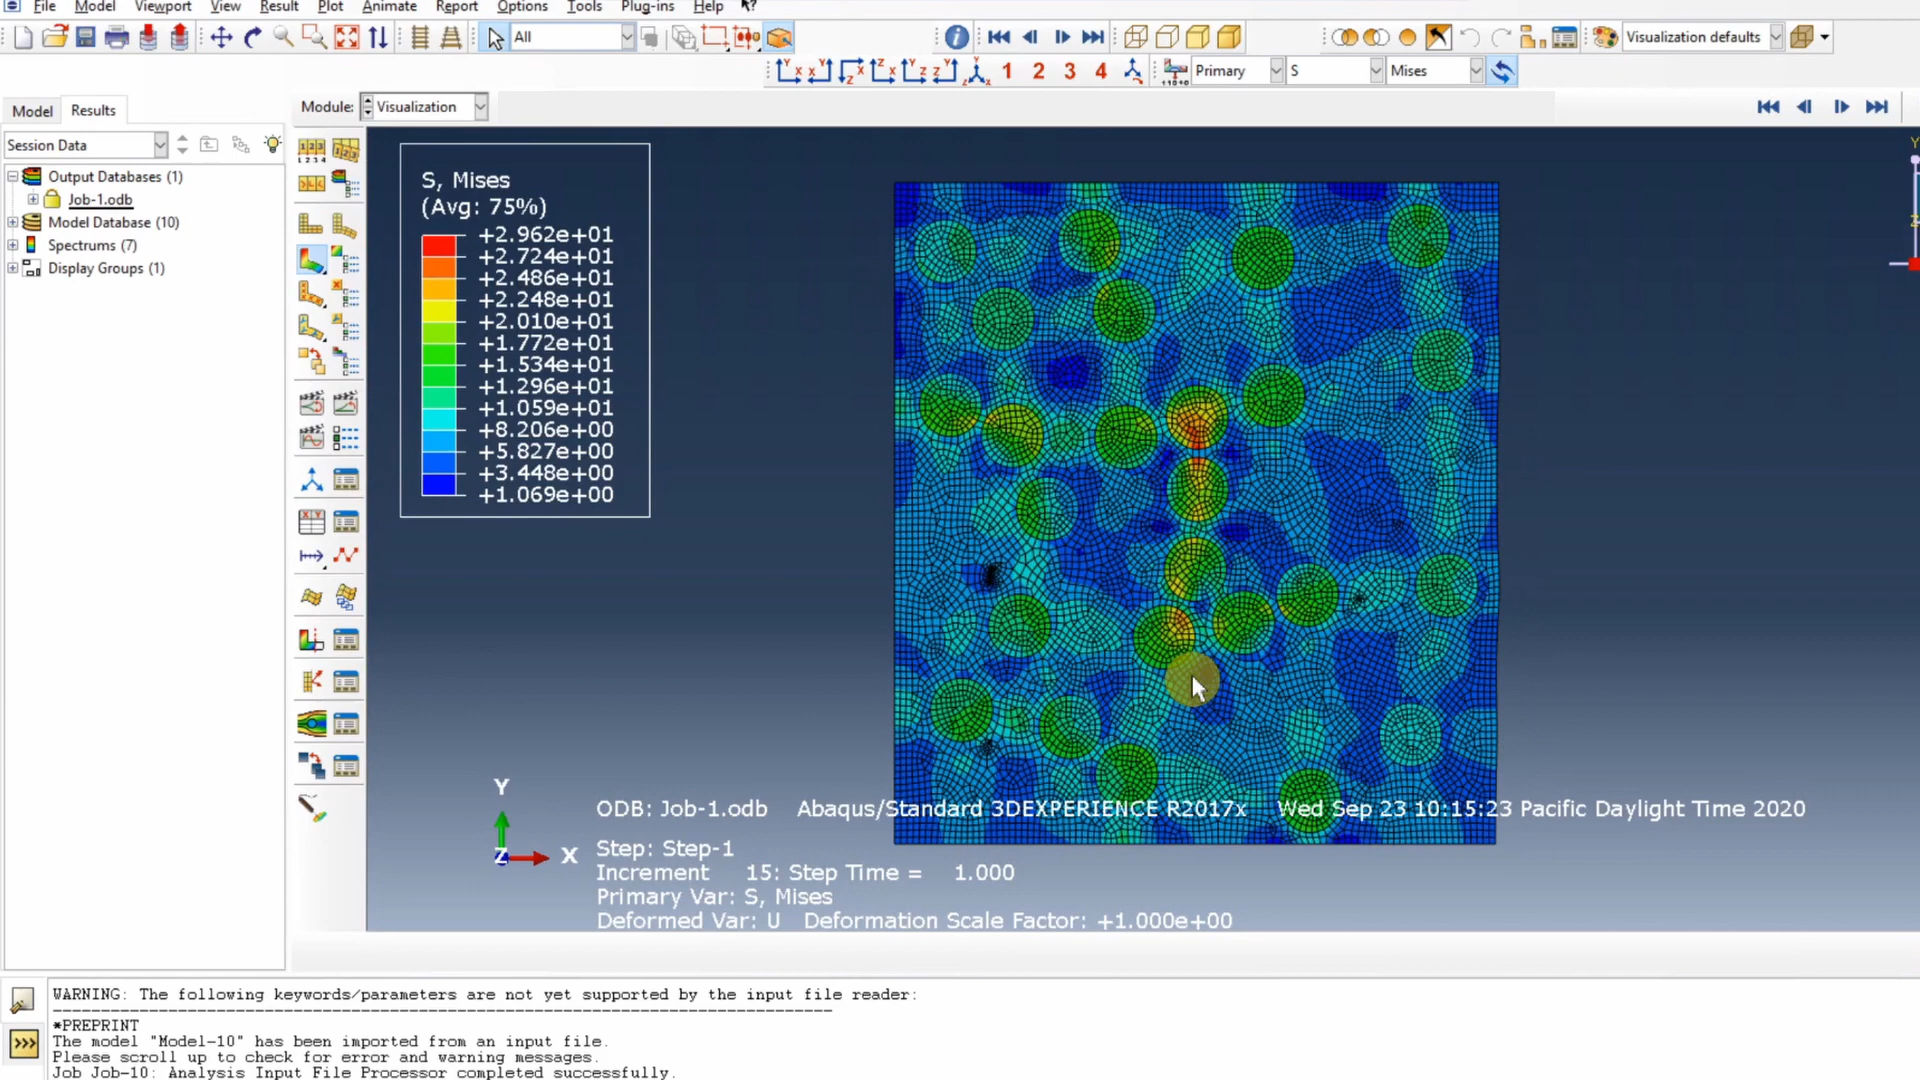 File Model Viewport View Result Plot Animate Report Options Tools Plug-ins Help
All
Visualization defaults
1 2 3 4
Primary S Mises
Model Results
Module: Visualization
Session Data
Output Databases (1)
Job-1.odb
Model Database (10)
Spectrums (7)
Display Groups (1)
S, Mises
(Avg: 75%)
+2.962e+01
+2.724e+01
+2.486e+01
+2.248e+01
+2.010e+01
+1.772e+01
+1.534e+01
+1.296e+01
+1.059e+01
+8.206e+00
+5.827e+00
+3.448e+00
+1.069e+00
Y
Z X
ODB: Job-1.odb Abaqus/Standard 3DEXPERIENCE R2017x Wed Sep 23 10:15:23 Pacific Daylight Time 2020
Step: Step-1
Increment 15: Step Time = 1.000
Primary Var: S, Mises
Deformed Var: U Deformation Scale Factor: +1.000e+00
WARNING: The following keywords/parameters are not yet supported by the input file reader:
*PREPRINT
The model "Model-10" has been imported from an input file.
Please scroll up to check for error and warning messages.
Job Job-10: Analysis Input File Processor completed successfully.